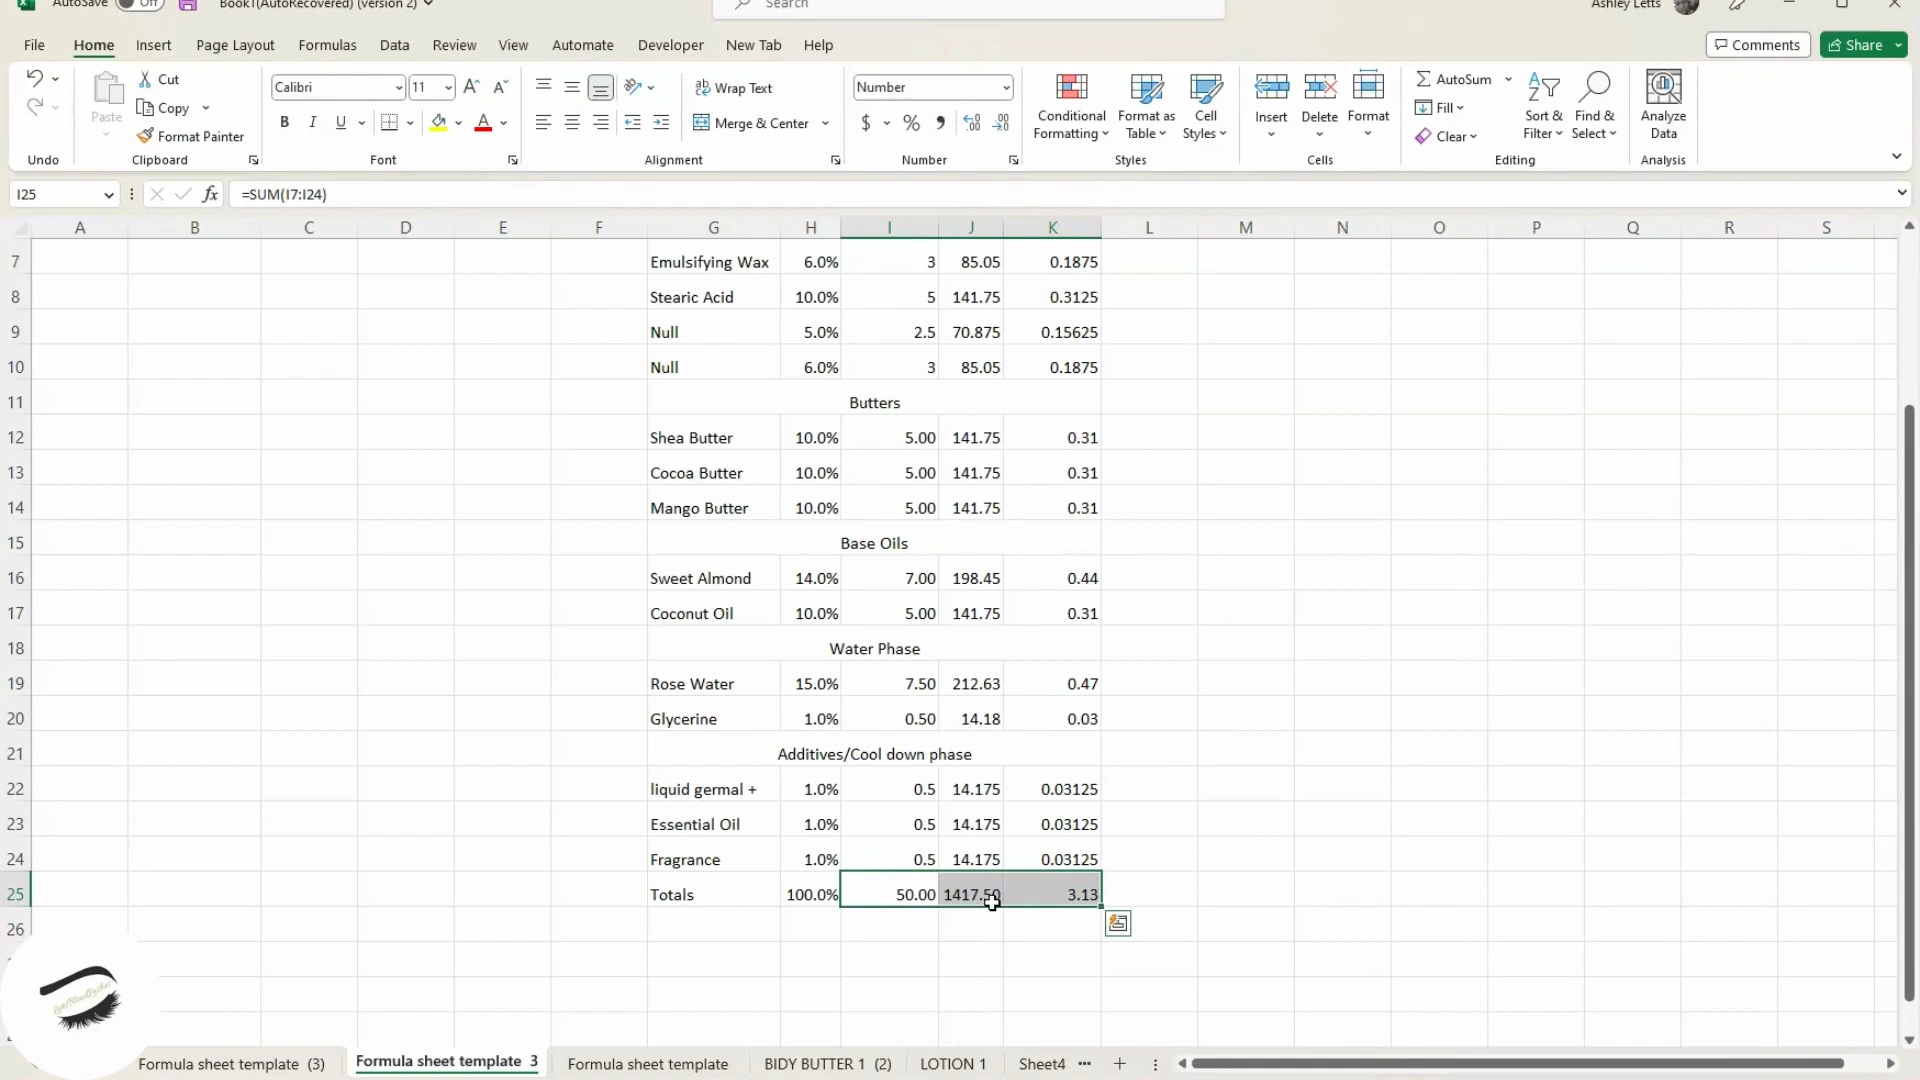 AutoSave Off Book1(AutoRecovered) (version 2) Search Ashley Letts
File Home Insert Page Layout Formulas Data Review View Automate Developer New Tab Help Comments Share
Cut
Copy
Format Painter
Paste
Calibri 11
B I U A
Wrap Text
Merge & Center
Number
$ %
Conditional Formatting
Format as Table
Cell Styles
Insert Delete Format
AutoSum
Fill
Clear
Sort & Filter
Find & Select
Analyze Data
Undo Clipboard Font Alignment Number Styles Cells Editing Analysis
I25 fx =SUM(I7:I24)
A B C D E F G H I J K L M N O P Q R S
7 Emulsifying Wax 6.0% 3 85.05 0.1875
8 Stearic Acid 10.0% 5 141.75 0.3125
9 Null 5.0% 2.5 70.875 0.15625
10 Null 6.0% 3 85.05 0.1875
11 Butters
12 Shea Butter 10.0% 5.00 141.75 0.31
13 Cocoa Butter 10.0% 5.00 141.75 0.31
14 Mango Butter 10.0% 5.00 141.75 0.31
15 Base Oils
16 Sweet Almond 14.0% 7.00 198.45 0.44
17 Coconut Oil 10.0% 5.00 141.75 0.31
18 Water Phase
19 Rose Water 15.0% 7.50 212.63 0.47
20 Glycerine 1.0% 0.50 14.18 0.03
21 Additives/Cool down phase
22 liquid germal + 1.0% 0.5 14.175 0.03125
23 Essential Oil 1.0% 0.5 14.175 0.03125
24 Fragrance 1.0% 0.5 14.175 0.03125
25 Totals 100.0% 50.00 1417.50 3.13
26
Formula sheet template (3) Formula sheet template 3 Formula sheet template BIDY BUTTER 1 (2) LOTION 1 Sheet4